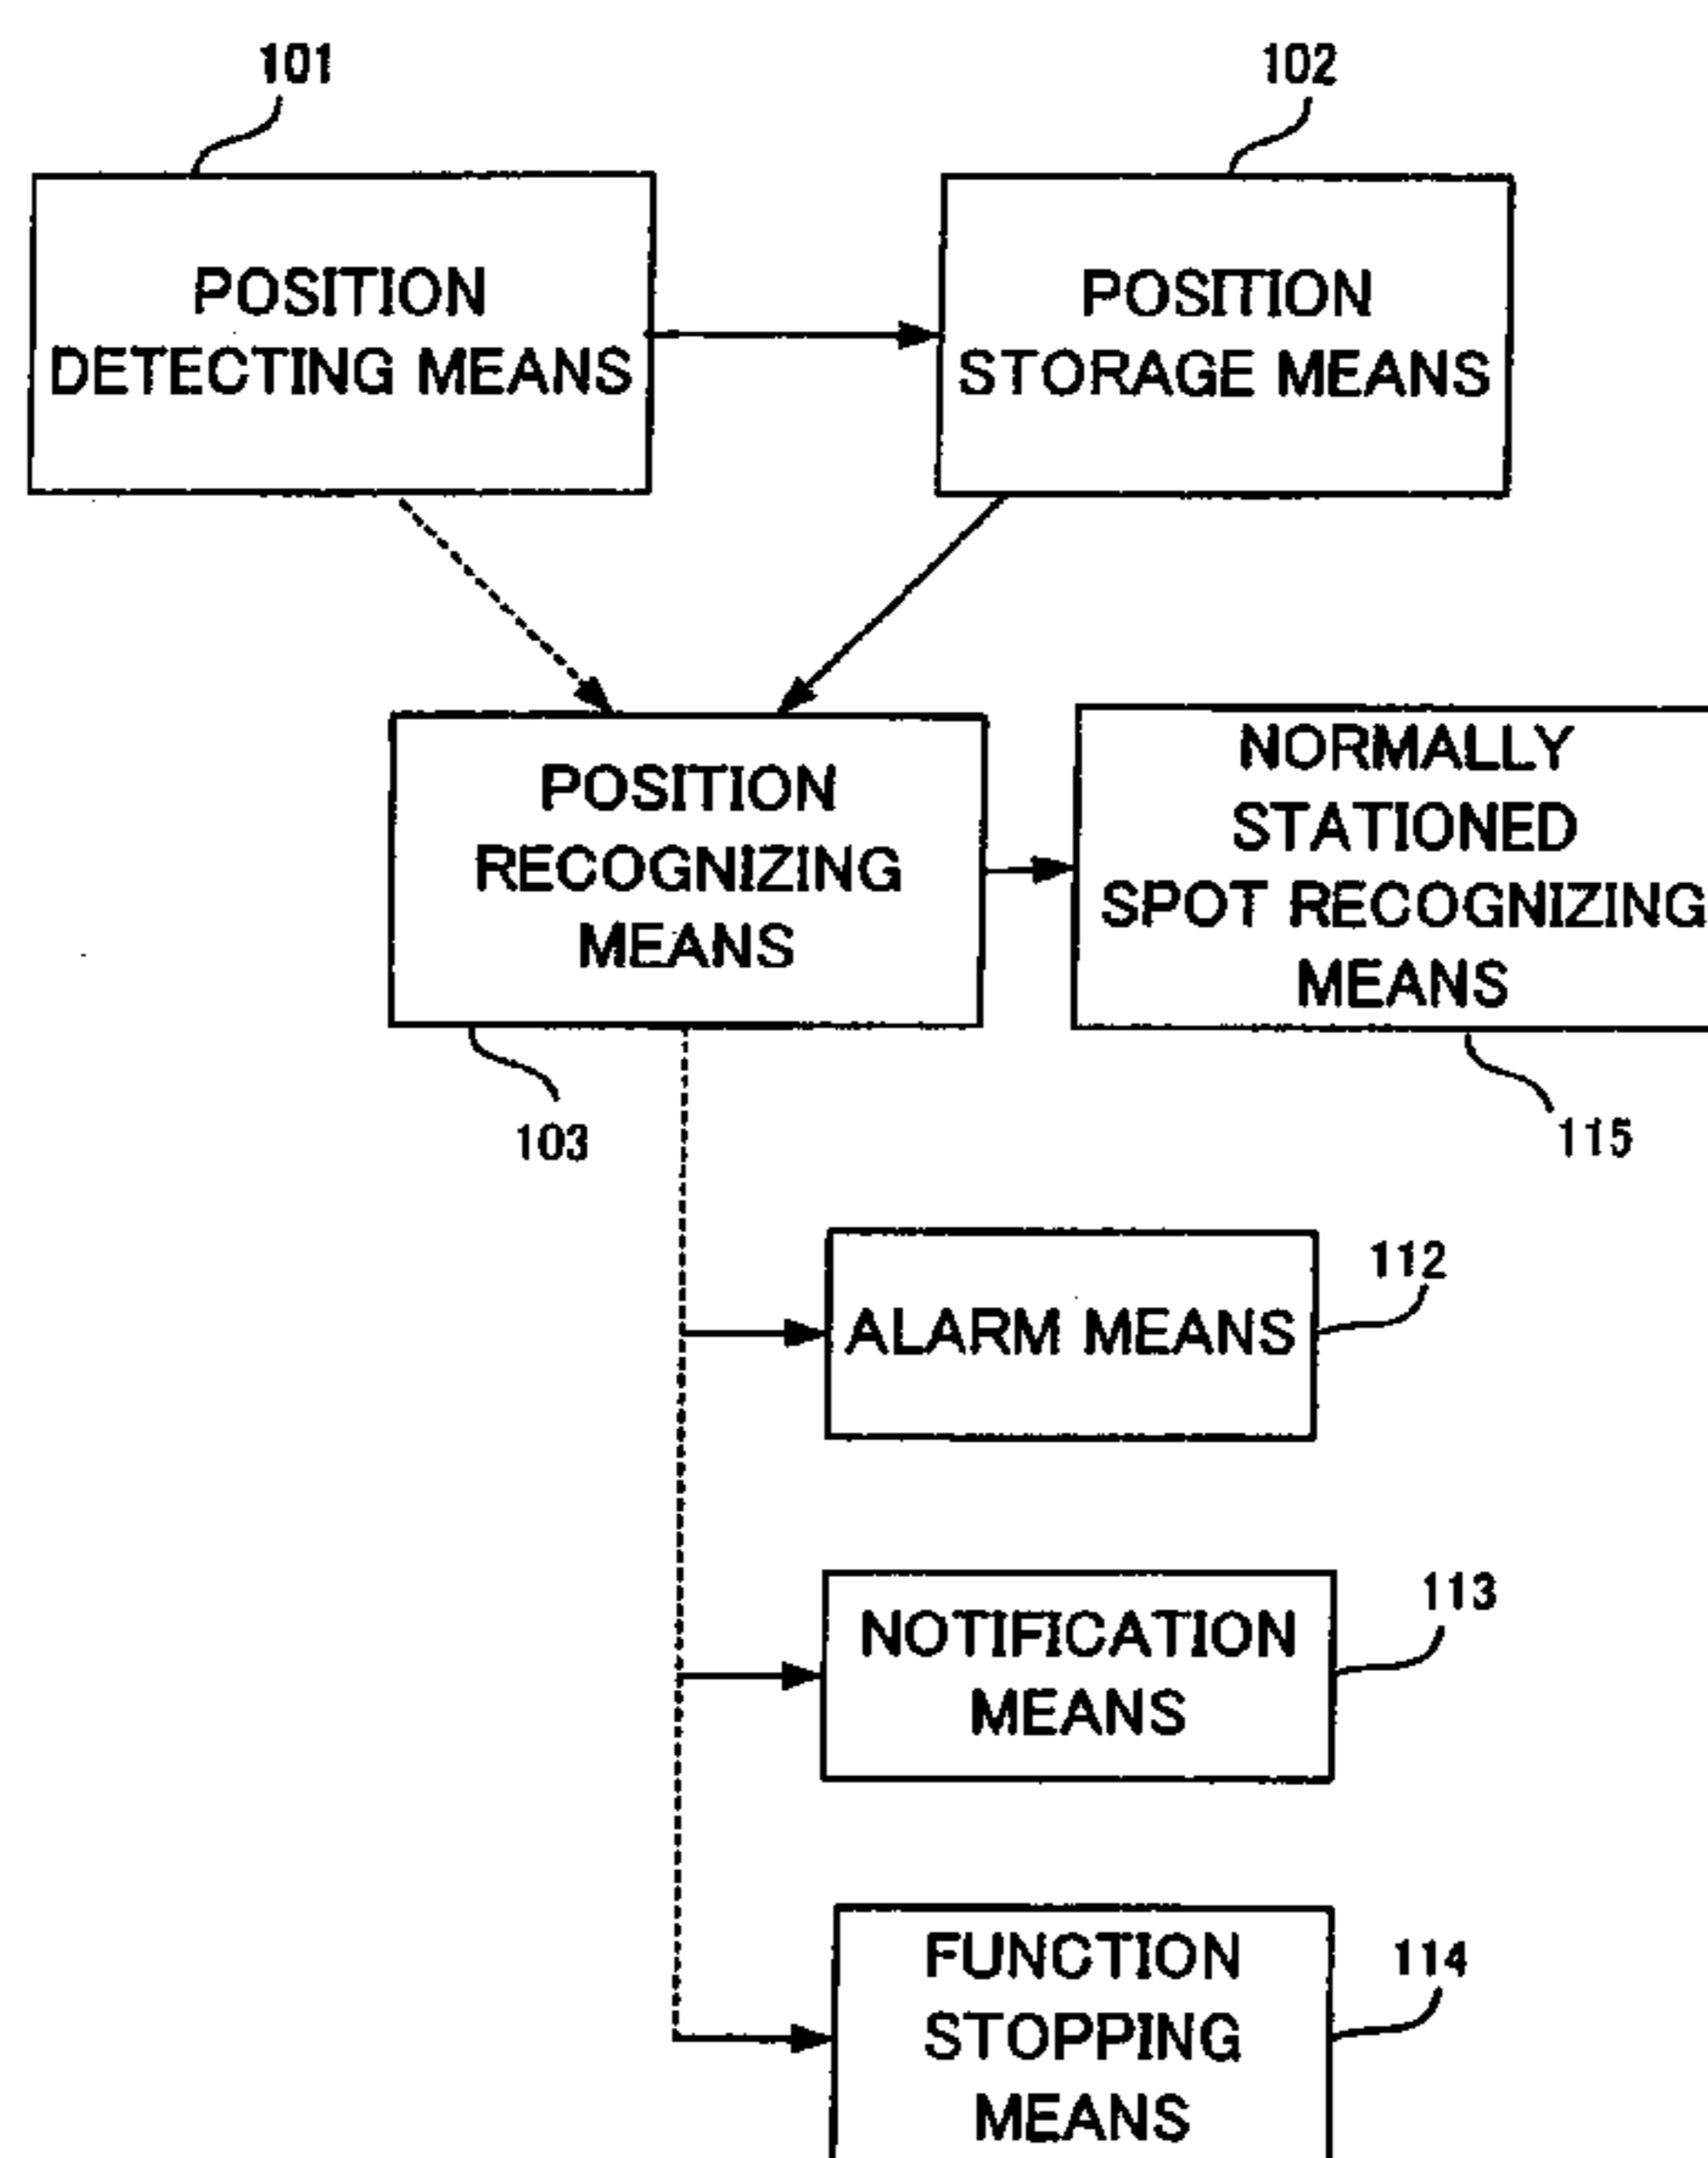 101
102
POSITION
DETECTING MEANS
POSITION
STORAGE MEANS
POSITION
RECOGNIZING
MEANS
NORMALLY
STATIONED
SPOT RECOGNIZING
MEANS
103
115
112
ALARM MEANS
113
NOTIFICATION
MEANS
114
FUNCTION
STOPPING
MEANS